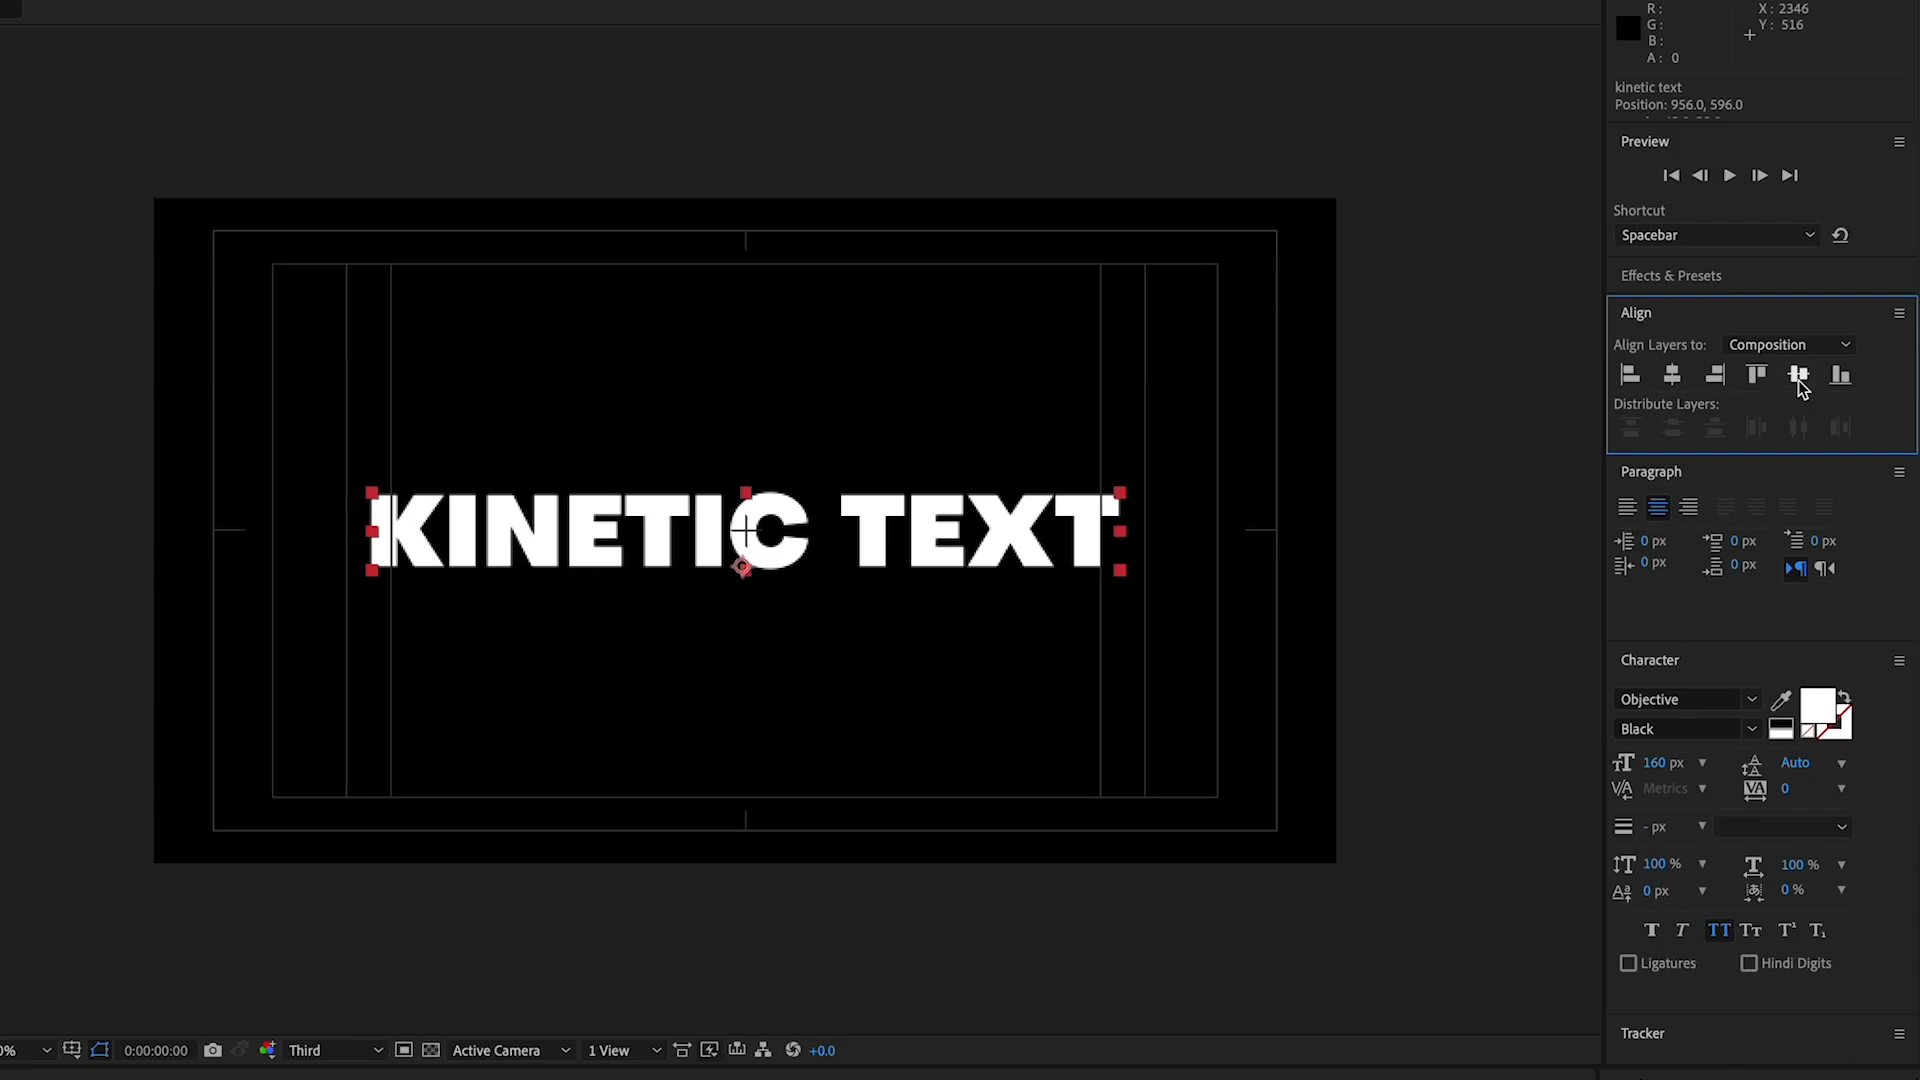 R:
X: 2346
G:
Y: 516
B:
A: 0
kinetic text
Position: 956.0, 596.0
Preview
Shortcut
Spacebar
Effects & Presets
Align
Align Layers to: Composition
Distribute Layers:
KINETIC TEXT
Paragraph
0 px 0 px 0 px
0 px 0 px
Character
Objective
Black
160 px Auto
Metrics 0
- px
100 % 100 %
0 px 0 %
Ligatures Hindi Digits
Tracker
0% 0:00:00:00 Third Active Camera 1 View +0.0